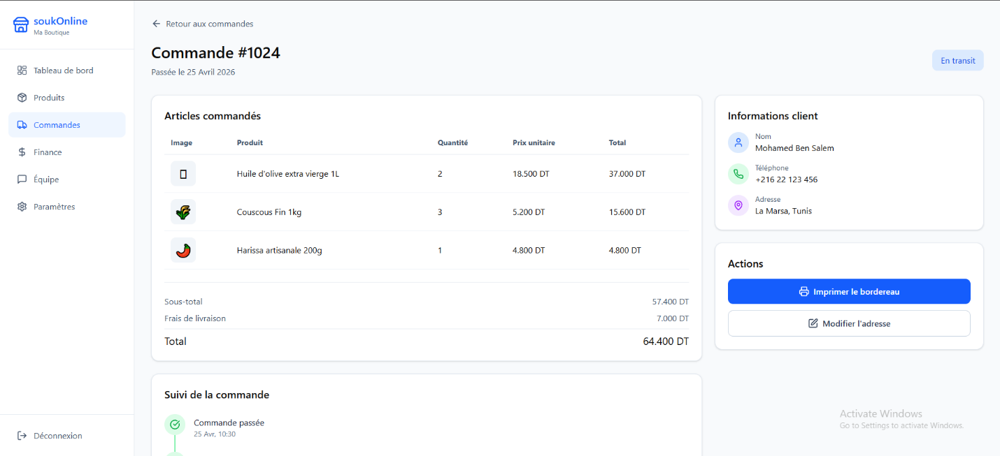 soukOnline
Ma Boutique
Tableau de bord
Produits
Commandes
Finance
Équipe
Paramètres
Déconnexion
Retour aux commandes
Commande #1024
Passée le 25 Avril 2026
En transit
Articles commandés
Image Produit Quantité Prix unitaire Total
Huile d'olive extra vierge 1L 2 18.500 DT 37.000 DT
Couscous Fin 1kg 3 5.200 DT 15.600 DT
Harissa artisanale 200g 1 4.800 DT 4.800 DT
Sous-total 57.400 DT
Frais de livraison 7.000 DT
Total 64.400 DT
Suivi de la commande
Commande passée
25 Avr, 10:30
Informations client
Nom
Mohamed Ben Salem
Téléphone
+216 22 123 456
Adresse
La Marsa, Tunis
Actions
Imprimer le bordereau
Modifier l'adresse
Activate Windows
Go to Settings to activate Windows.